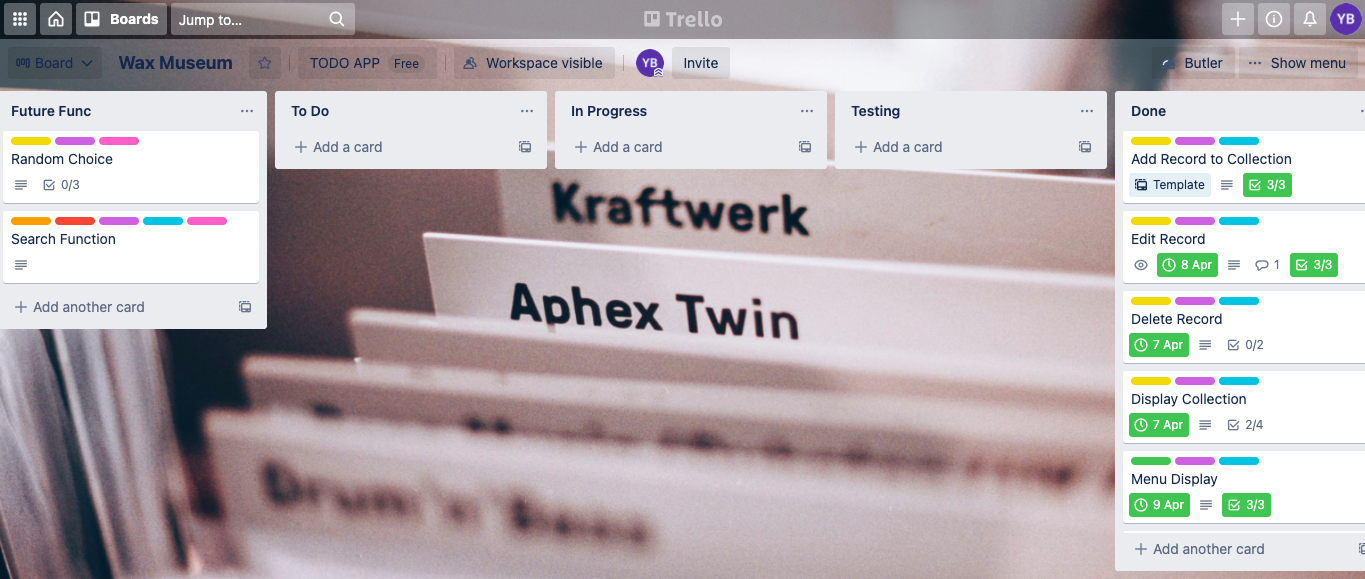 Boards
Jump to...
Trello
YB
Board
Wax Museum
TODO APP
Free
Workspace visible
YB
Invite
Butler
Show menu
Future Func
Random Choice
0/3
Search Function
Add another card
To Do
Add a card
In Progress
Add a card
Testing
Add a card
Done
Add Record to Collection
Template
3/3
Edit Record
8 Apr
1
3/3
Delete Record
7 Apr
0/2
Display Collection
7 Apr
2/4
Menu Display
9 Apr
3/3
Add another card
Kraftwerk
Aphex Twin
Drum 'n' Bass